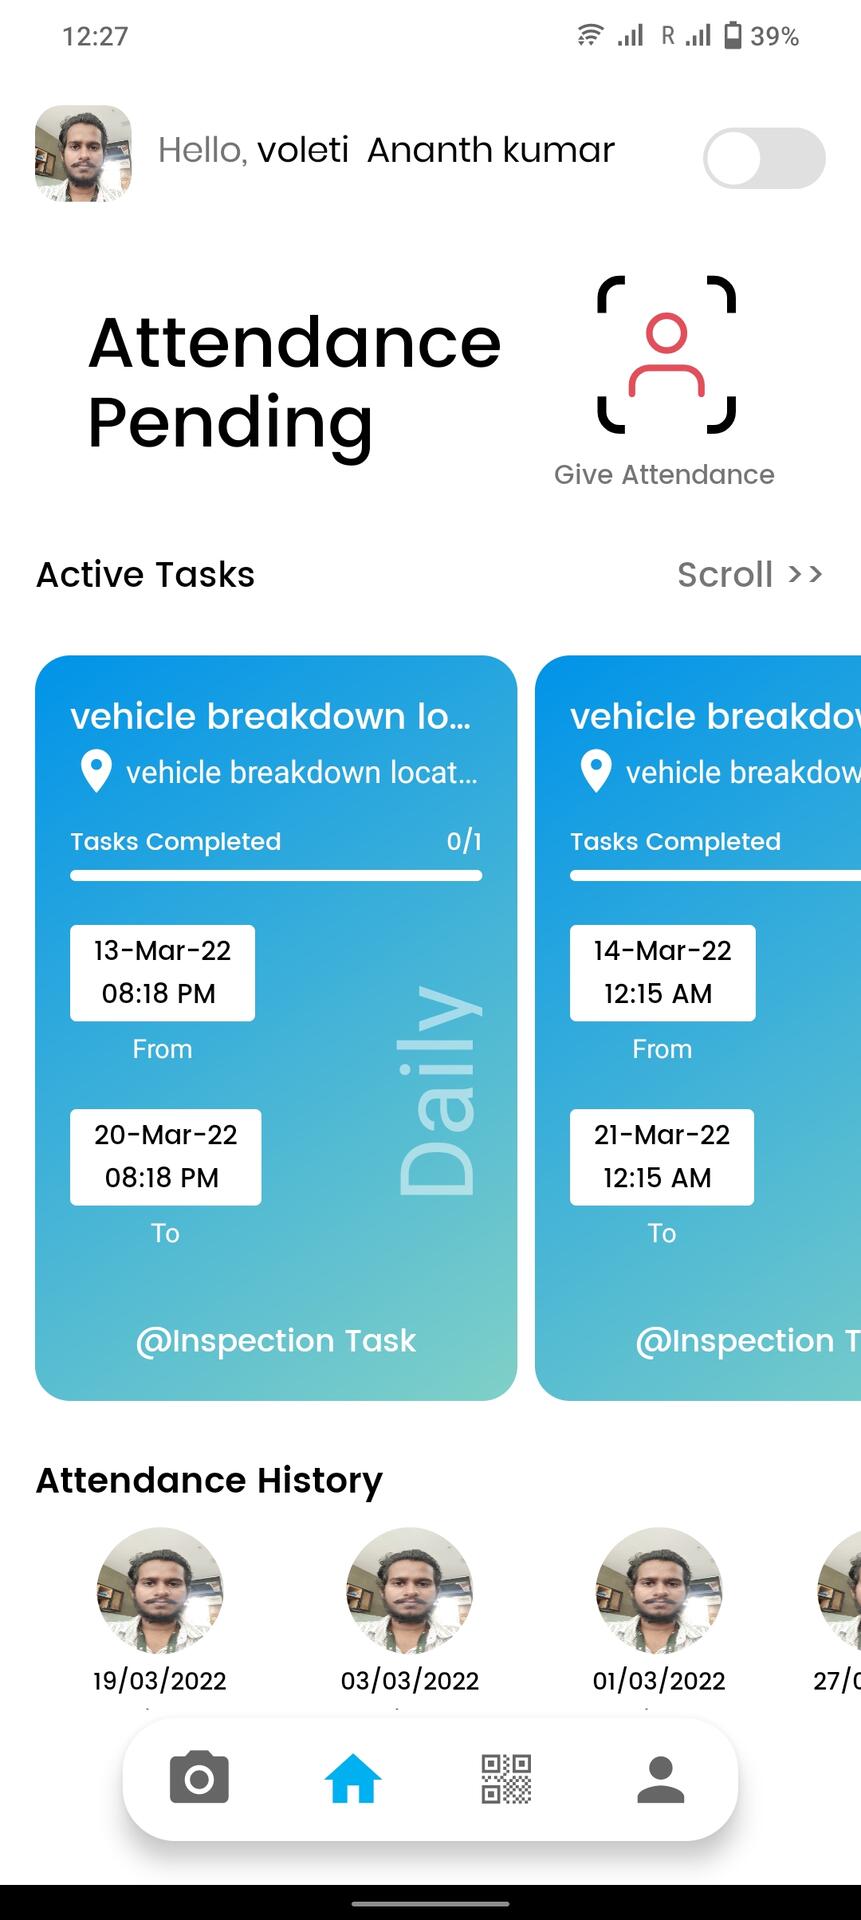 12:27
R 39%
Hello, voleti Ananth kumar
Attendance
Pending
Give Attendance
Active Tasks
Scroll >>
vehicle breakdown lo...
vehicle breakdown locat...
Tasks Completed 0/1
13-Mar-22
08:18 PM
From
20-Mar-22
08:18 PM
To
Daily
@Inspection Task
vehicle breakdow
vehicle breakdow
Tasks Completed
14-Mar-22
12:15 AM
From
21-Mar-22
12:15 AM
To
@Inspection T
Attendance History
19/03/2022
03/03/2022
01/03/2022
27/0